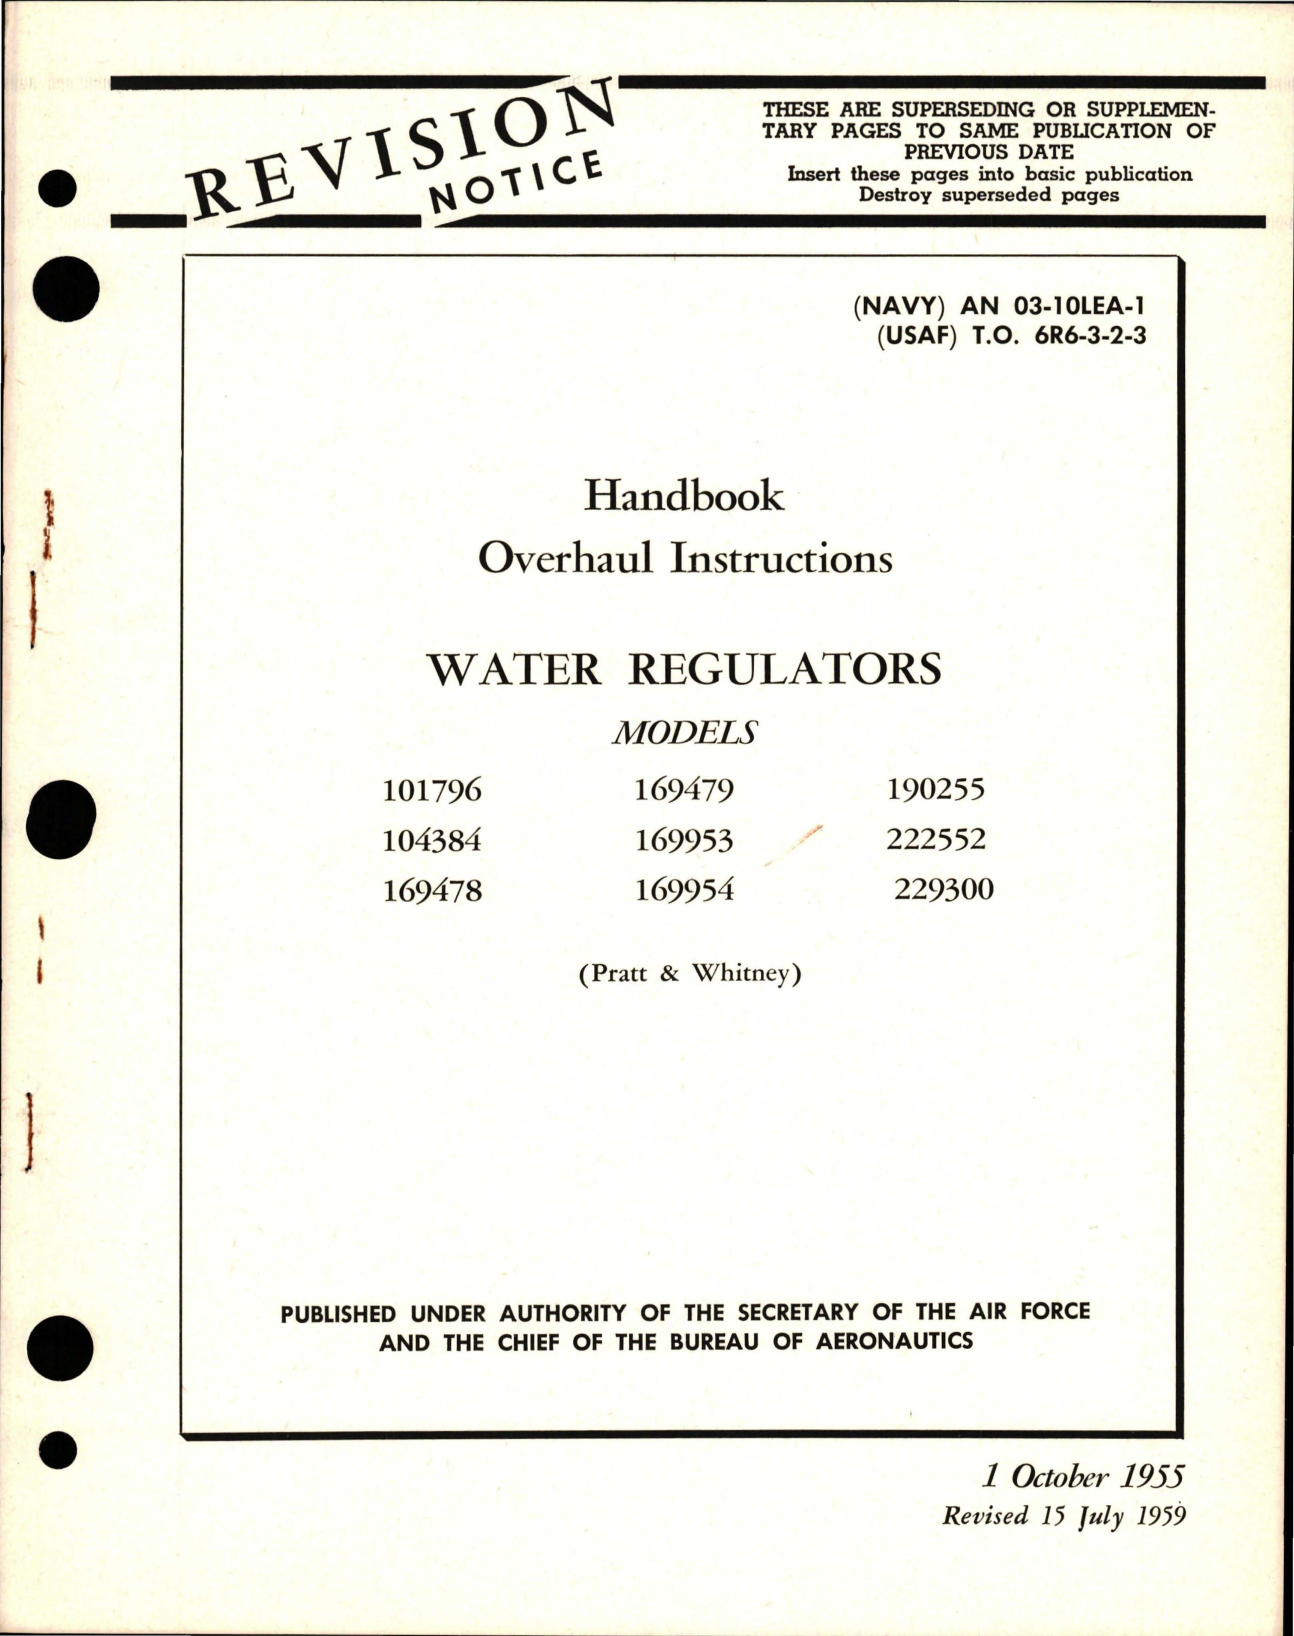 REVISION
NOTICE
THESE ARE SUPERSEDING OR SUPPLEMEN-
TARY PAGES TO SAME PUBLICATION OF
PREVIOUS DATE
Insert these pages into basic publication
Destroy superseded pages
(NAVY) AN 03-10LEA-1
(USAF) T.O. 6R6-3-2-3
Handbook
Overhaul Instructions
WATER REGULATORS
MODELS
101796 169479 190255
104384 169953 222552
169478 169954 229300
(Pratt & Whitney)
PUBLISHED UNDER AUTHORITY OF THE SECRETARY OF THE AIR FORCE
AND THE CHIEF OF THE BUREAU OF AERONAUTICS
1 October 1955
Revised 15 July 1959